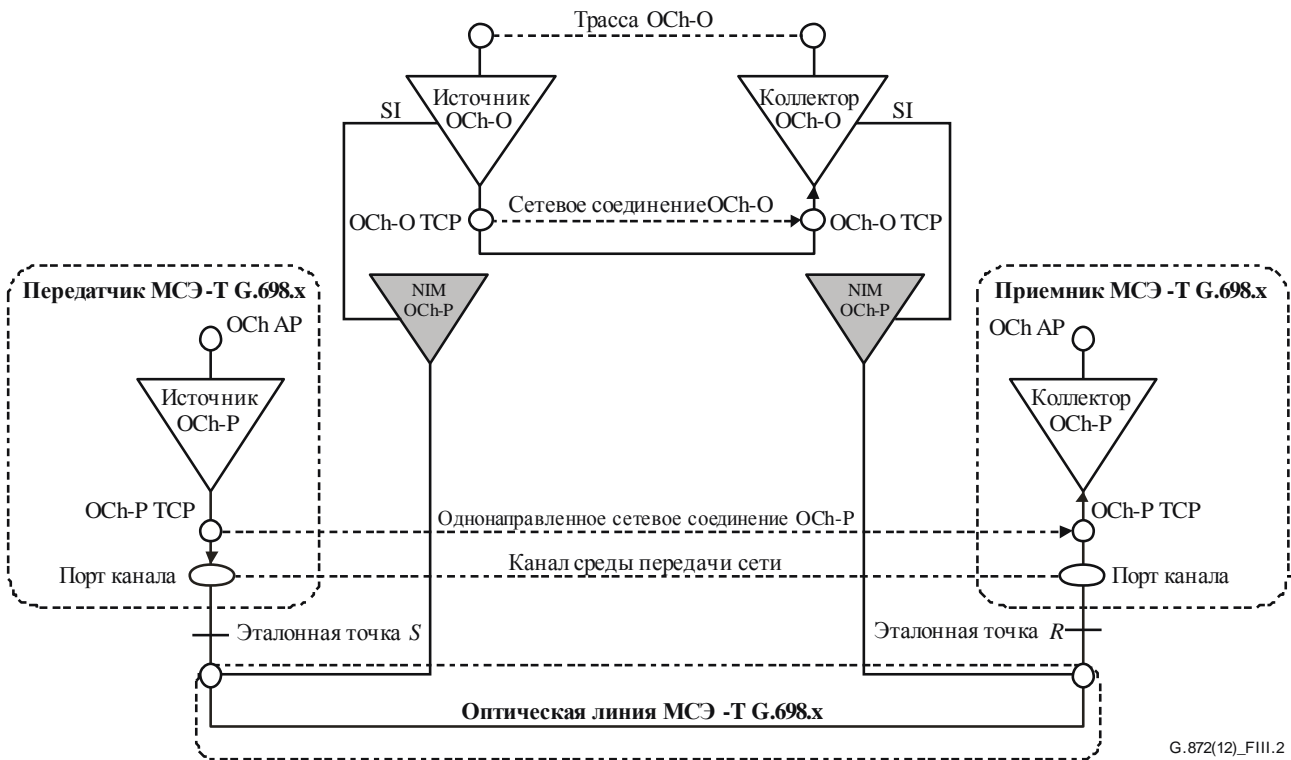 Трасса OCh-O
Источник
OCh-O
Коллектор
OCh-O
SI
SI
Сетевое соединениеOCh-O
OCh-O TCP
OCh-O TCP
Передатчик МСЭ -Т G.698.x
NIM
OCh-P
NIM
OCh-P
Приемник МСЭ -Т G.698.x
OCh AP
OCh AP
Источник
OCh-P
Коллектор
OCh-P
OCh-P TCP
Однонаправленное сетевое соединение OCh-P
OCh-P TCP
Порт канала
Канал среды передачи сети
Порт канала
Эталонная точка S
Эталонная точка R
Оптическая линия МСЭ -Т G.698.x
G.872(12)_FIII.2